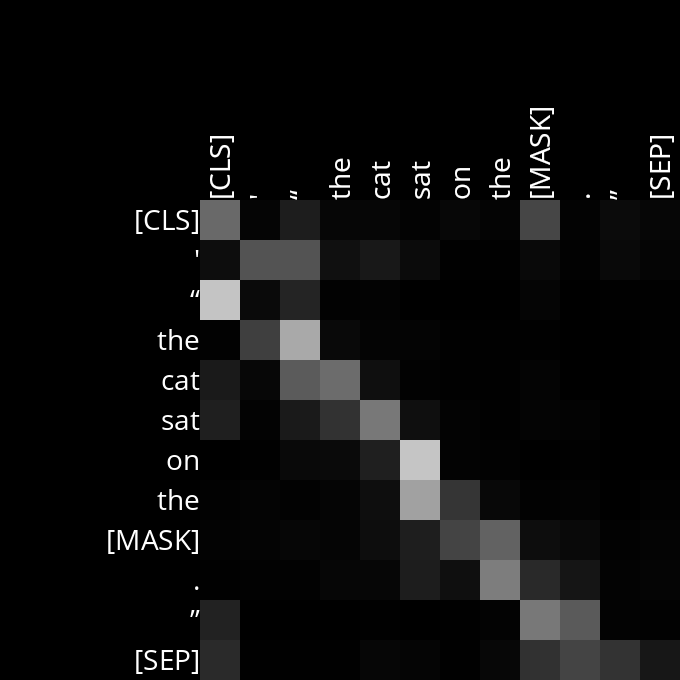 [CLS] ' “ the cat sat on the [MASK] . ” [SEP]
[CLS]
'
“
the
cat
sat
on
the
[MASK]
.
”
[SEP]